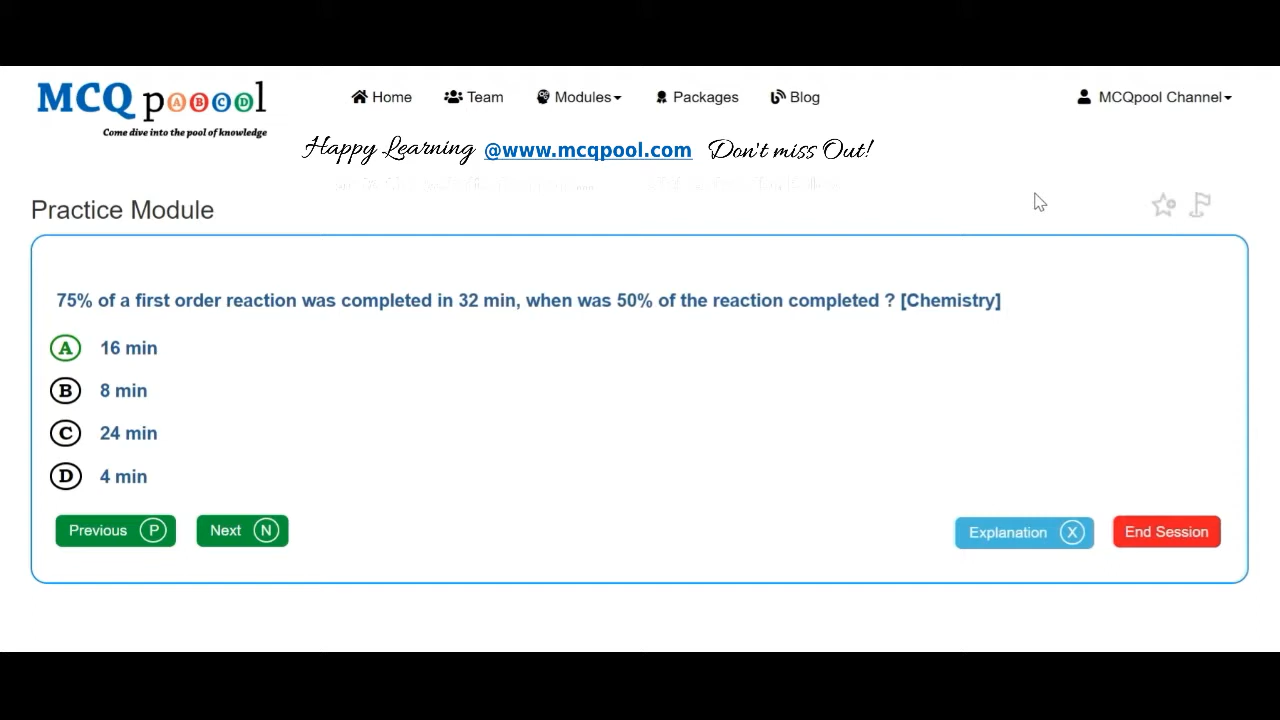 MCQ pooool
Come dive into the pool of knowledge
Home Team Modules Packages Blog MCQpool Channel
Happy Learning @www.mcqpool.com Don't miss Out!
Practice Module
75% of a first order reaction was completed in 32 min, when was 50% of the reaction completed ? [Chemistry]
A 16 min
B 8 min
C 24 min
D 4 min
Previous P Next N Explanation X End Session